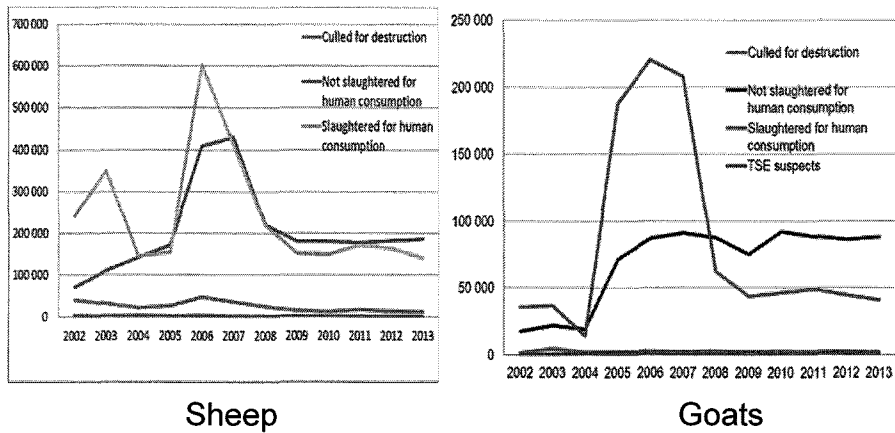 700 000
600 000
500 000
400 000
300 000
200 000
100 000
0
Culled for destruction
Not slaughtered for
human consumption
Slaughtered for human
consumption
2002 2003 2004 2005 2006 2007 2008 2009 2010 2011 2012 2013
Sheep
250 000
200 000
150 000
100 000
50 000
0
Culled for destruction
Not slaughtered for
human consumption
Slaughtered for human
consumption
TSE suspects
2002 2003 2004 2005 2006 2007 2008 2009 2010 2011 2012 2013
Goats